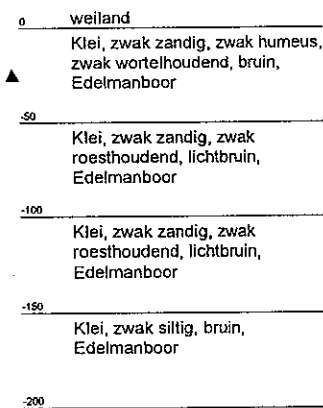 0 weiland
Klei, zwak zandig, zwak humeus,
zwak wortelhoudend, bruin,
Edelmanboor
-50
Klei, zwak zandig, zwak
roesthoudend, lichtbruin,
Edelmanboor
-100
Klei, zwak zandig, zwak
roesthoudend, lichtbruin,
Edelmanboor
-150
Klei, zwak siltig, bruin,
Edelmanboor
-200